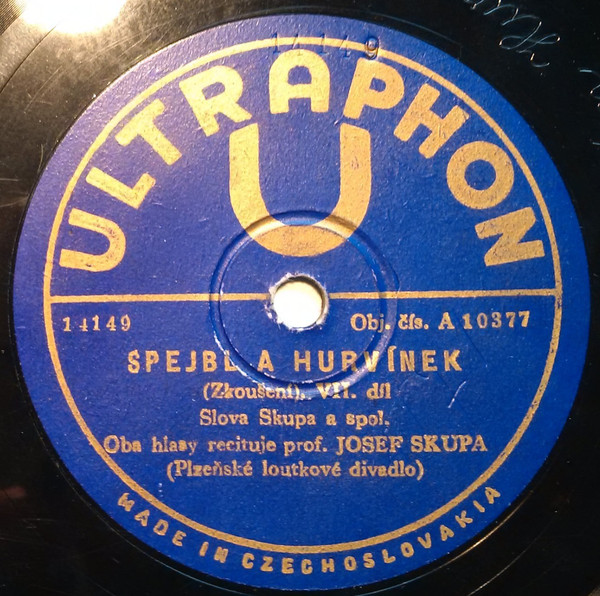 14149
ULTRAPHON
U
14149 Obj. čís. A 10377
SPEJBL A HURVÍNEK
(Zkoušení). VII. díl
Slova Skupa a spol.
Oba hlasy recituje prof. JOSEF SKUPA
(Plzeňské loutkové divadlo)
MADE IN CZECHOSLOVAKIA